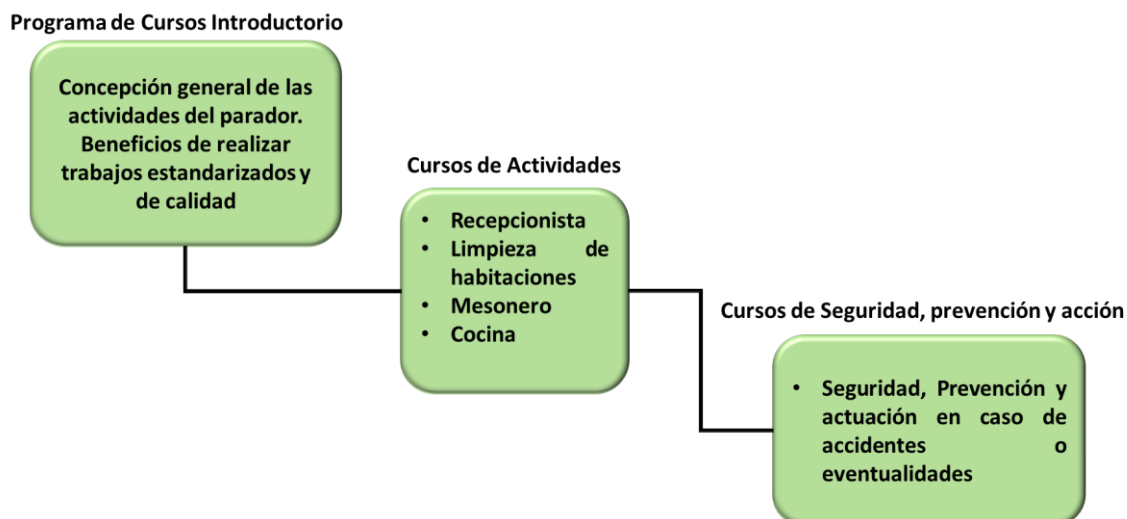 Programa de Cursos Introductorio
Concepción general de las
actividades del parador.
Beneficios de realizar
trabajos estandarizados y
de calidad
Cursos de Actividades
• Recepcionista
• Limpieza de
habitaciones
• Mesonero
• Cocina
Cursos de Seguridad, prevención y acción
• Seguridad, Prevención y
actuación en caso de
accidentes o
eventualidades